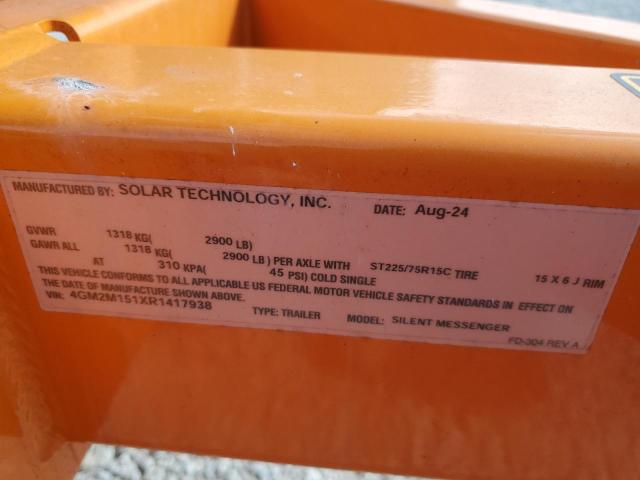 MANUFACTURED BY: SOLAR TECHNOLOGY, INC. DATE: Aug-24
GVWR 1318 KG( 2900 LB)
GAWR ALL 1318 KG( 2900 LB) PER AXLE WITH ST225/75R15C TIRE 15 X 6 J RIM
AT 310 KPA( 45 PSI) COLD SINGLE
THIS VEHICLE CONFORMS TO ALL APPLICABLE US FEDERAL MOTOR VEHICLE SAFETY STANDARDS IN EFFECT ON
THE DATE OF MANUFACTURE SHOWN ABOVE.
VIN: 4GM2M151XR1417938 TYPE: TRAILER MODEL: SILENT MESSENGER
FD-304 REV A